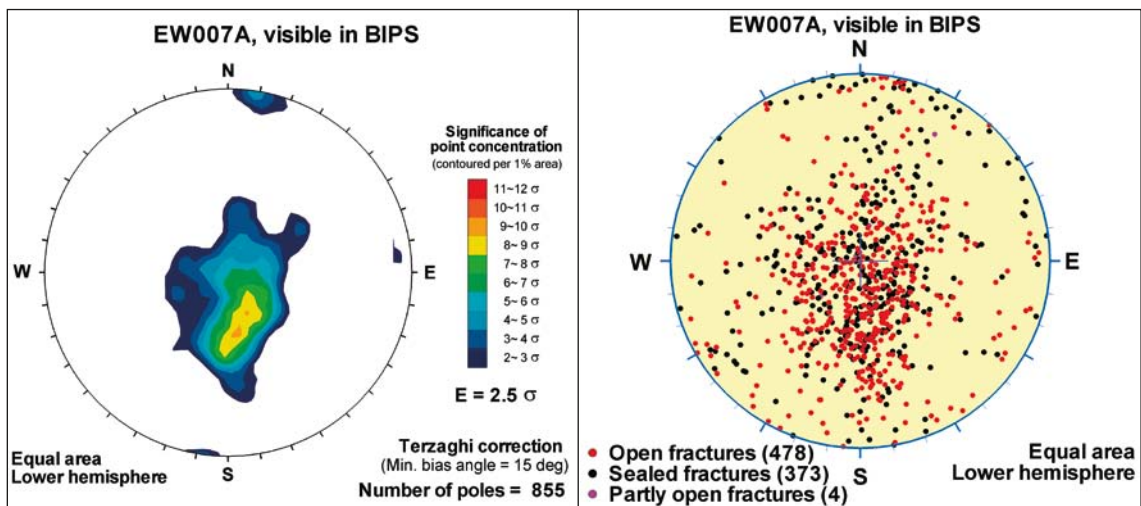 EW007A, visible in BIPS
N
W
E
S
Significance of
point concentration
(contoured per 1% area)
11~12 σ
10~11 σ
9~10 σ
8~ 9 σ
7~ 8 σ
6~ 7 σ
5~ 6 σ
4~ 5 σ
3~ 4 σ
2~ 3 σ
E = 2.5 σ
Equal area
Lower hemisphere
Terzaghi correction
(Min. bias angle = 15 deg)
Number of poles = 855
EW007A, visible in BIPS
N
W
E
S
Open fractures (478)
Sealed fractures (373)
Partly open fractures (4)
Equal area
Lower hemisphere